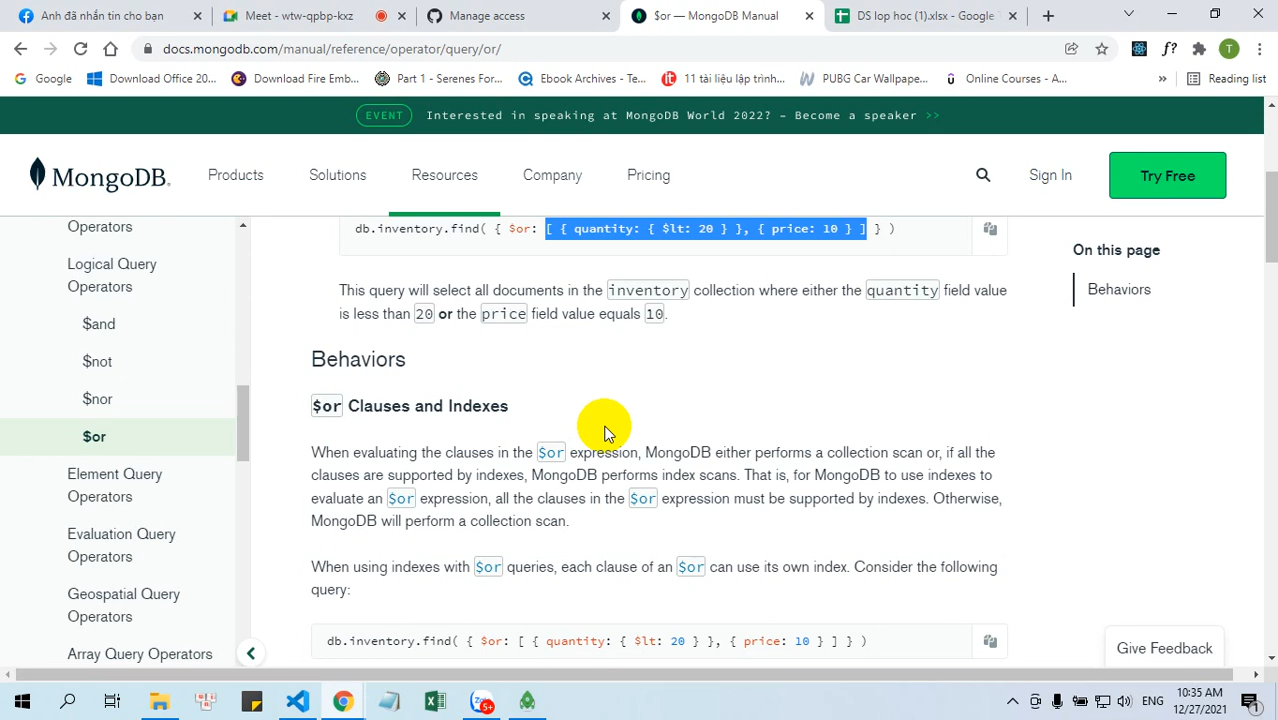 Ánh đã nhắn tin cho bạn
Meet - wtw-qpbp-kxz
Manage access
$or — MongoDB Manual
DS lop hoc (1).xlsx - Google T
docs.mongodb.com/manual/reference/operator/query/or/
T
Google
Download Office 20...
Download Fire Emb...
Part 1 - Serenes For...
Ebook Archives - Te...
11 tài liệu lập trình...
PUBG Car Wallpape...
Online Courses - A...
»
Reading list
EVENT
Interested in speaking at MongoDB World 2022? – Become a speaker >>
MongoDB.
Products
Solutions
Resources
Company
Pricing
Sign In
Try Free
Operators
Logical Query
Operators
$and
$not
$nor
$or
Element Query
Operators
Evaluation Query
Operators
Geospatial Query
Operators
Array Query Operators
db.inventory.find( { $or: [ { quantity: { $lt: 20 } }, { price: 10 } ] } )
This query will select all documents in the inventory collection where either the quantity field value
is less than 20 or the price field value equals 10.
Behaviors
$or Clauses and Indexes
When evaluating the clauses in the $or expression, MongoDB either performs a collection scan or, if all the
clauses are supported by indexes, MongoDB performs index scans. That is, for MongoDB to use indexes to
evaluate an $or expression, all the clauses in the $or expression must be supported by indexes. Otherwise,
MongoDB will perform a collection scan.
When using indexes with $or queries, each clause of an $or can use its own index. Consider the following
query:
db.inventory.find( { $or: [ { quantity: { $lt: 20 } }, { price: 10 } ] } )
On this page
Behaviors
Give Feedback
Zalo
5+
ENG
10:35 AM
12/27/2021